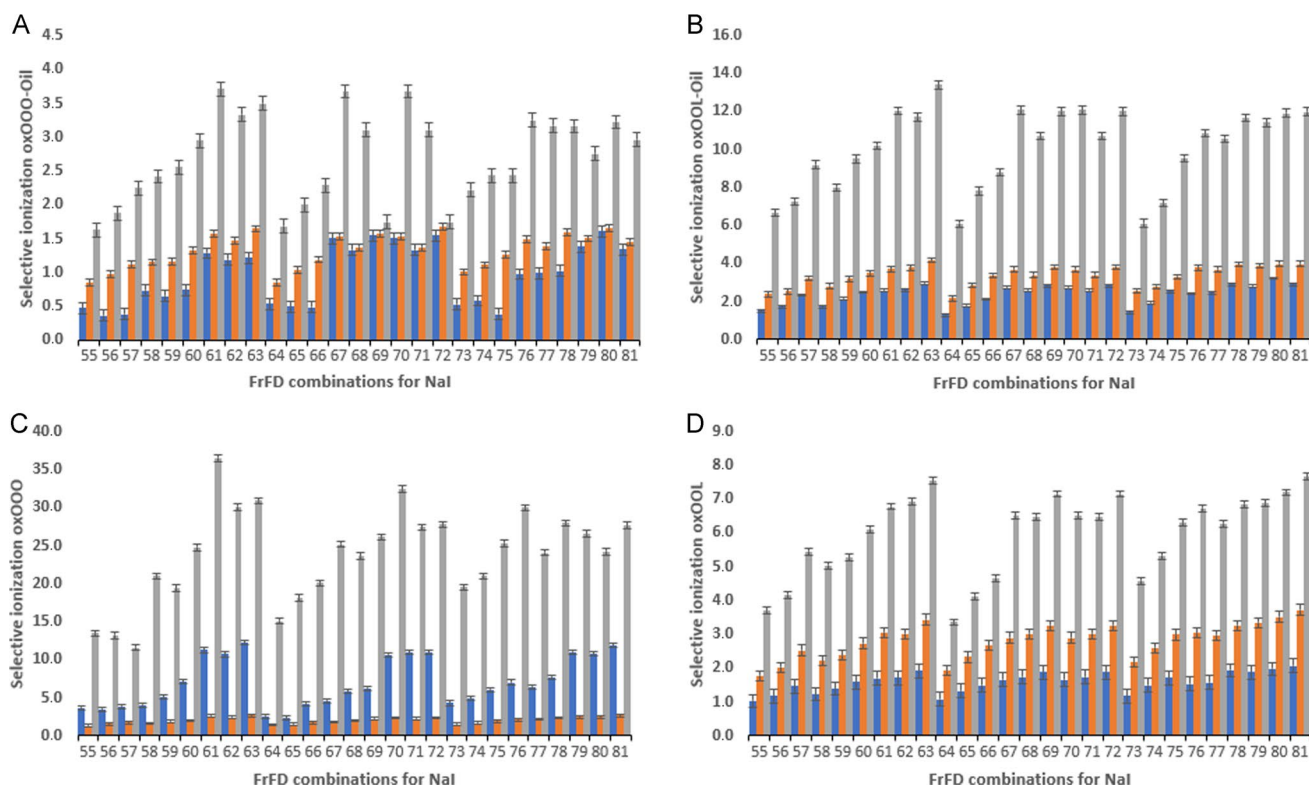 A
Selective ionization oxOOO-Oil
4.5
4.0
3.5
3.0
2.5
2.0
1.5
1.0
0.5
0.0
55 56 57 58 59 60 61 62 63 64 65 66 67 68 69 70 71 72 73 74 75 76 77 78 79 80 81
FrFD combinations for NaI
B
Selective ionization oxOOL-Oil
16.0
14.0
12.0
10.0
8.0
6.0
4.0
2.0
0.0
55 56 57 58 59 60 61 62 63 64 65 66 67 68 69 70 71 72 73 74 75 76 77 78 79 80 81
FrFD combinations for NaI
C
Selective ionization oxOOO
40.0
35.0
30.0
25.0
20.0
15.0
10.0
5.0
0.0
55 56 57 58 59 60 61 62 63 64 65 66 67 68 69 70 71 72 73 74 75 76 77 78 79 80 81
FrFD combinations for NaI
D
Selective ionization oxOOL
9.0
8.0
7.0
6.0
5.0
4.0
3.0
2.0
1.0
0.0
55 56 57 58 59 60 61 62 63 64 65 66 67 68 69 70 71 72 73 74 75 76 77 78 79 80 81
FrFD combinations for NaI